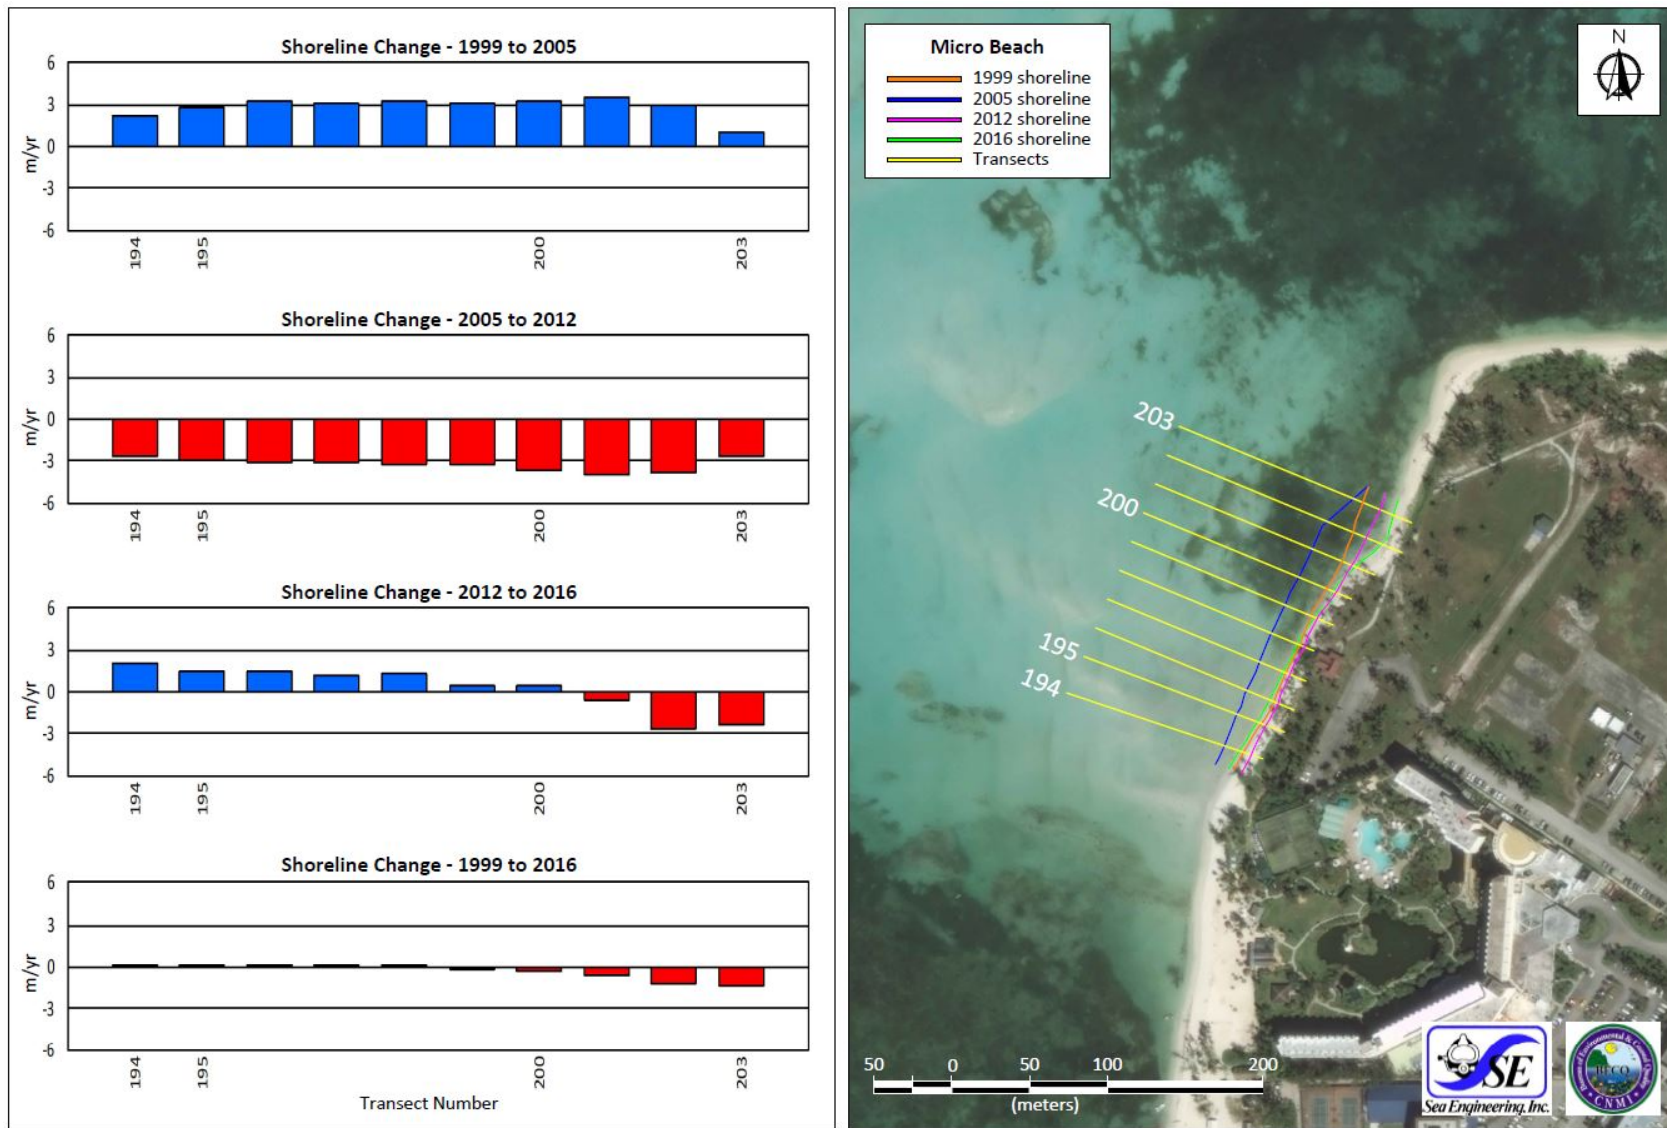 Shoreline Change - 1999 to 2005
6
3
0
-3
-6
m/yr
194
195
200
203
Shoreline Change - 2005 to 2012
6
3
0
-3
-6
m/yr
194
195
200
203
Shoreline Change - 2012 to 2016
6
3
0
-3
-6
m/yr
194
195
200
203
Shoreline Change - 1999 to 2016
6
3
0
-3
-6
m/yr
194
195
200
203
Transect Number
Micro Beach
1999 shoreline
2005 shoreline
2012 shoreline
2016 shoreline
Transects
N
203
200
195
194
50 0 50 100 200
(meters)
SE
Sea Engineering, Inc.
BECQ
CNMI